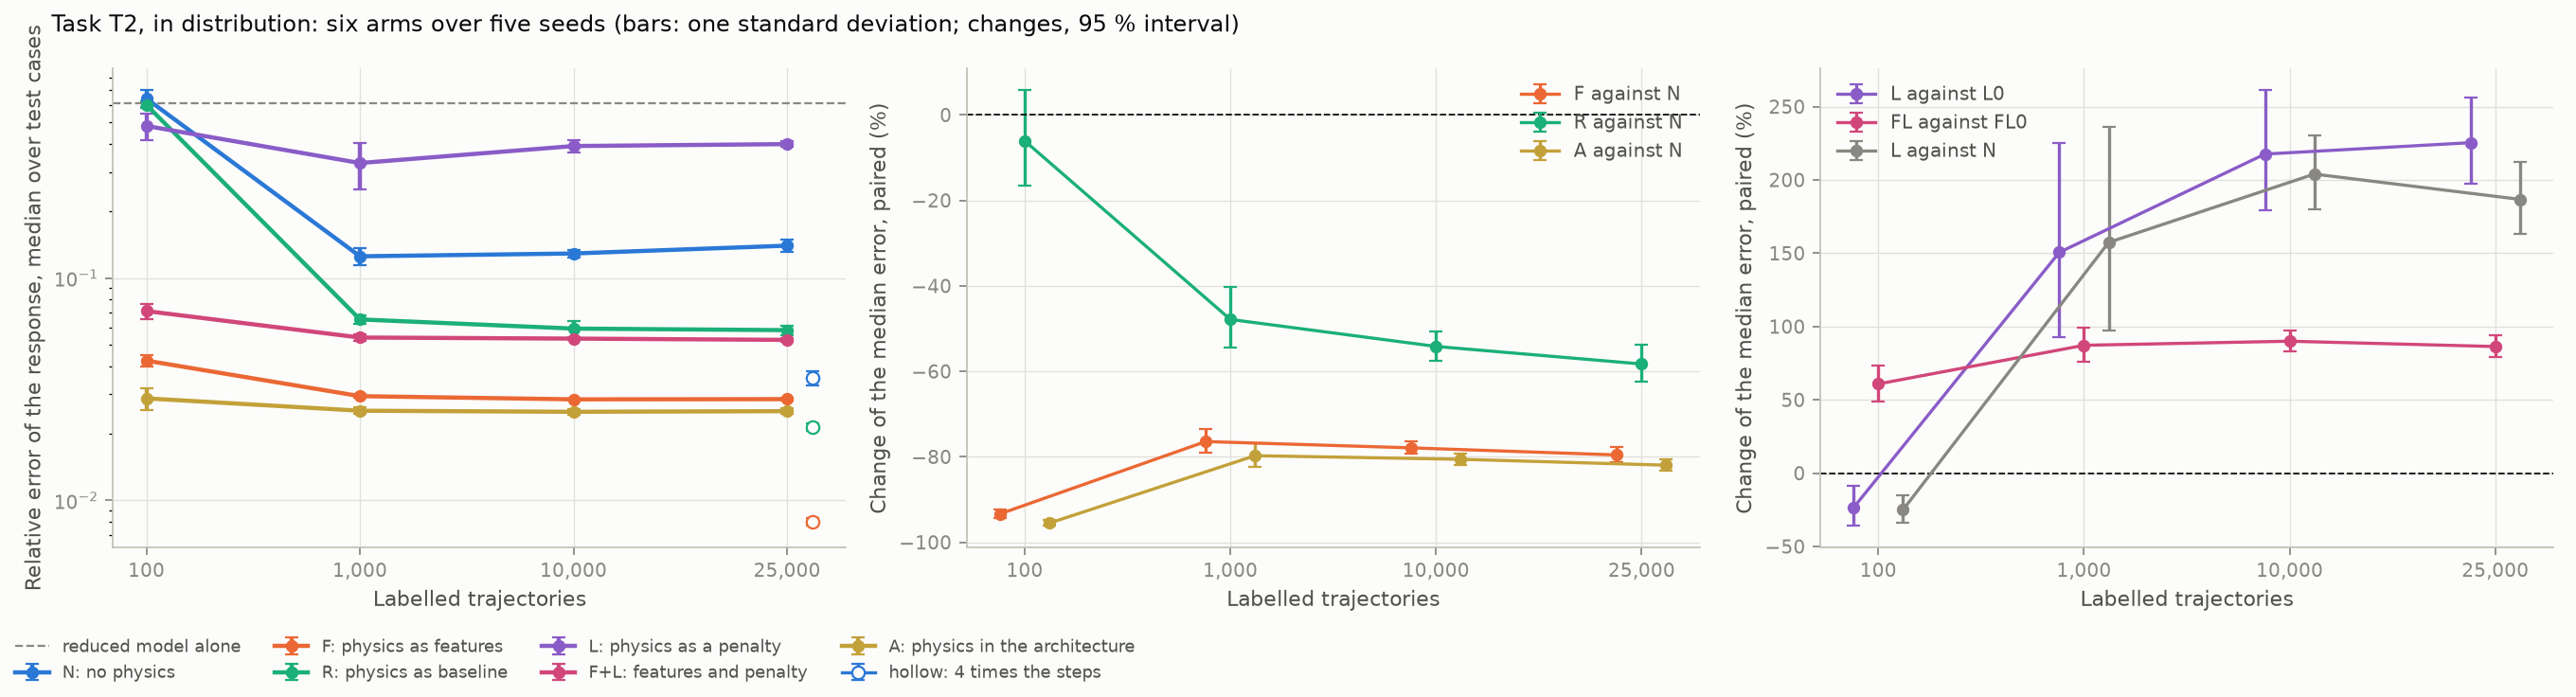 Task T2, in distribution: six arms over five seeds (bars: one standard deviation; changes, 95 % interval)
Relative error of the response, median over test cases
10⁻¹
10⁻²
100
1,000
10,000
25,000
Labelled trajectories
Change of the median error, paired (%)
0
−20
−40
−60
−80
−100
F against N
R against N
A against N
100
1,000
10,000
25,000
Labelled trajectories
Change of the median error, paired (%)
250
200
150
100
50
0
−50
L against L0
FL against FL0
L against N
100
1,000
10,000
25,000
Labelled trajectories
reduced model alone
N: no physics
F: physics as features
R: physics as baseline
L: physics as a penalty
F+L: features and penalty
A: physics in the architecture
hollow: 4 times the steps